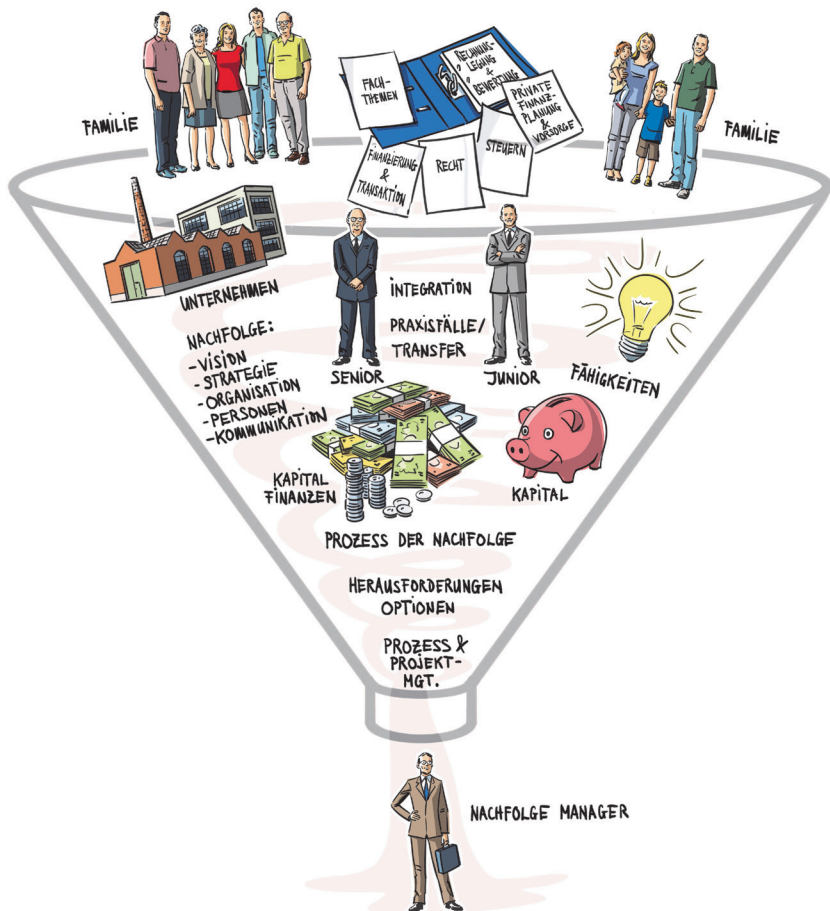 FAMILIE
FACH-
THEMEN
RECHNUNGS-
LEGUNG
&
BEWERTUNG
PRIVATE
FINANZ-
PLANUNG
&
VORSORGE
FINANZIERUNG
&
TRANSAKTION
RECHT
STEUERN
FAMILIE
UNTERNEHMEN
NACHFOLGE:
-VISION
-STRATEGIE
-ORGANISATION
-PERSONEN
-KOMMUNIKATION
SENIOR
INTEGRATION
PRAXISFÄLLE/
TRANSFER
JUNIOR
FÄHIGKEITEN
KAPITAL
FINANZEN
KAPITAL
PROZESS DER NACHFOLGE
HERAUSFORDERUNGEN
OPTIONEN
PROZESS &
PROJEKT-
MGT.
NACHFOLGE MANAGER